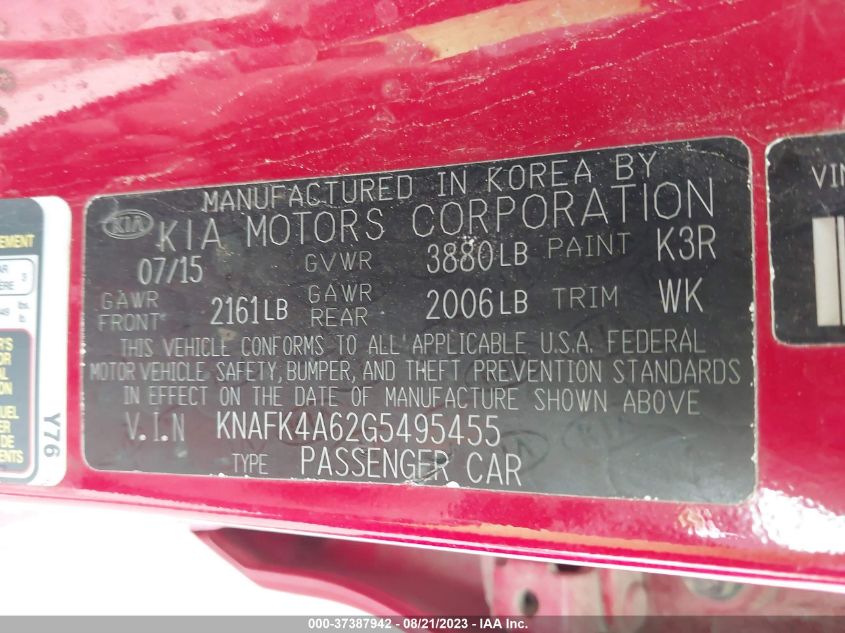 MANUFACTURED IN KOREA BY
KIA KIA MOTORS CORPORATION
07/15 GVWR 3880LB PAINT K3R
GAWR FRONT 2161LB GAWR REAR 2006LB TRIM WK
THIS VEHICLE CONFORMS TO ALL APPLICABLE U.S.A. FEDERAL
MOTOR VEHICLE SAFETY, BUMPER, AND THEFT PREVENTION STANDARDS
IN EFFECT ON THE DATE OF MANUFACTURE SHOWN ABOVE
V.I.N KNAFK4A62G5495455
TYPE PASSENGER CAR
Y76
VIN
000-37387942 - 08/21/2023 - IAA